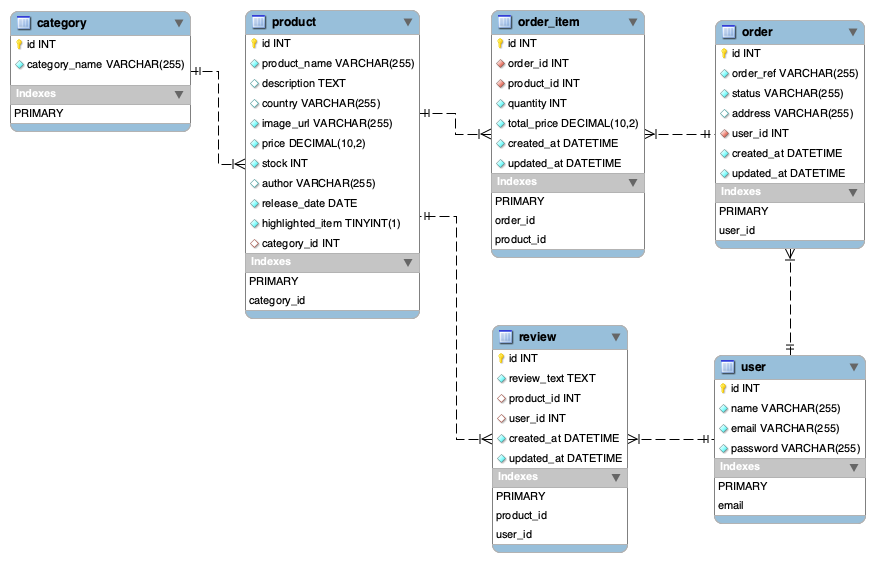 category
id INT
category_name VARCHAR(255)
Indexes
PRIMARY
product
id INT
product_name VARCHAR(255)
description TEXT
country VARCHAR(255)
image_url VARCHAR(255)
price DECIMAL(10,2)
stock INT
author VARCHAR(255)
release_date DATE
highlighted_item TINYINT(1)
category_id INT
Indexes
PRIMARY
category_id
order_item
id INT
order_id INT
product_id INT
quantity INT
total_price DECIMAL(10,2)
created_at DATETIME
updated_at DATETIME
Indexes
PRIMARY
order_id
product_id
order
id INT
order_ref VARCHAR(255)
status VARCHAR(255)
address VARCHAR(255)
user_id INT
created_at DATETIME
updated_at DATETIME
Indexes
PRIMARY
user_id
review
id INT
review_text TEXT
product_id INT
user_id INT
created_at DATETIME
updated_at DATETIME
Indexes
PRIMARY
product_id
user_id
user
id INT
name VARCHAR(255)
email VARCHAR(255)
password VARCHAR(255)
Indexes
PRIMARY
email